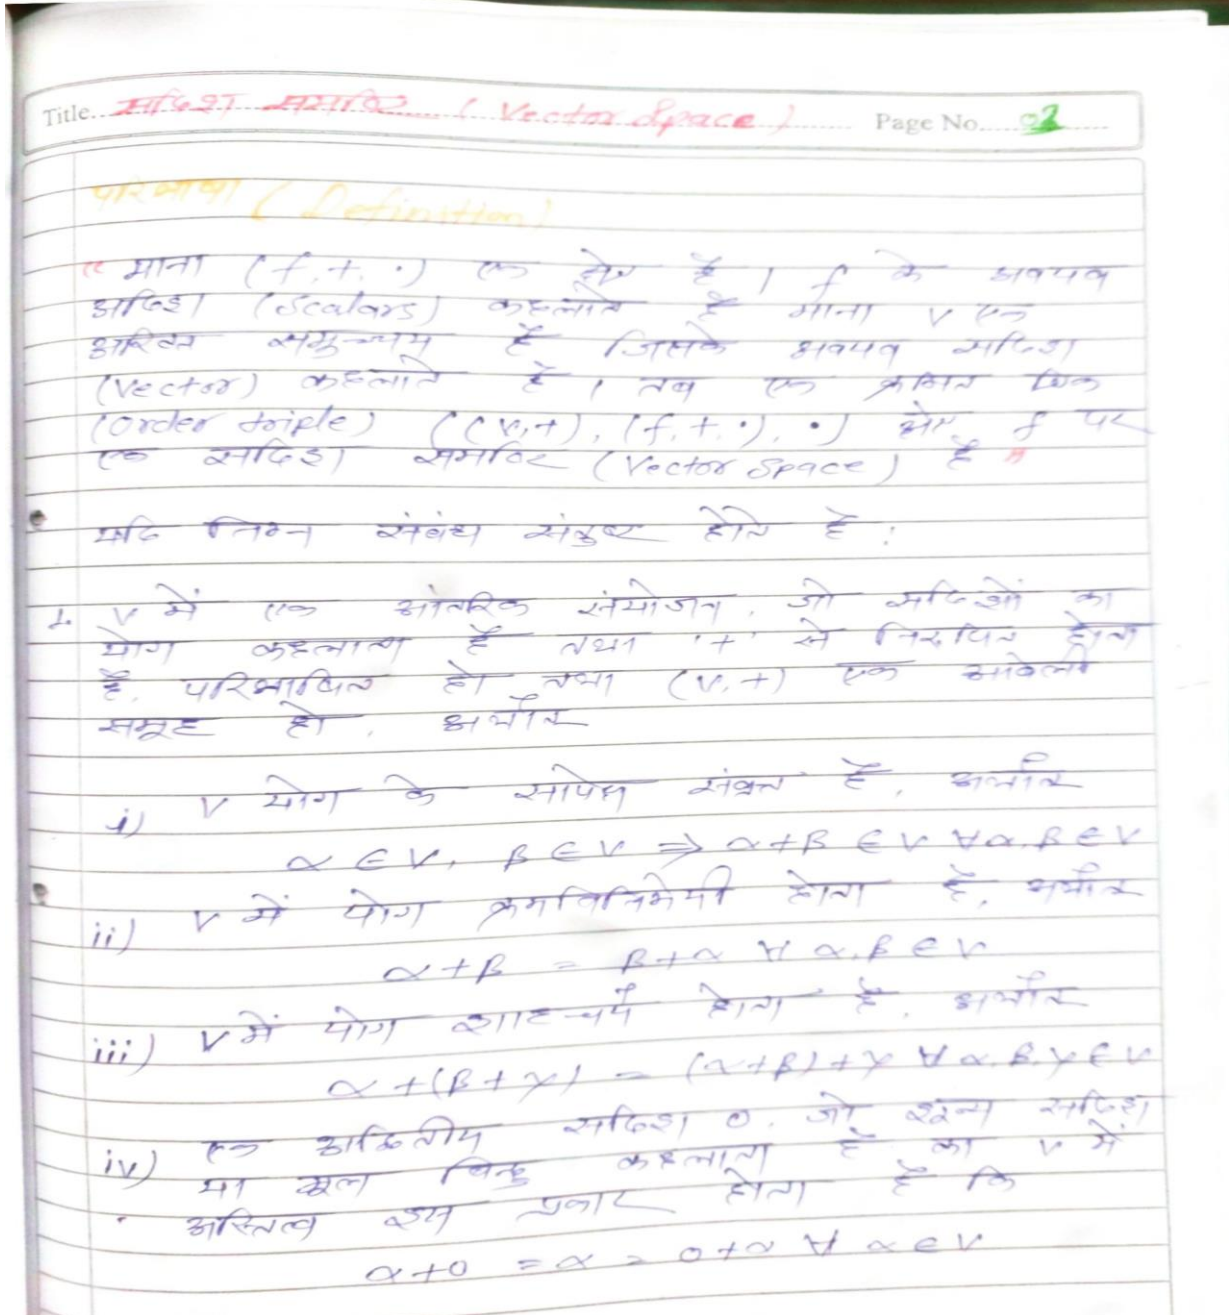 Title. सदिश समष्टि (Vector Space) Page No. 02
परिभाषा (Definition)
"माना (f, +, ·) एक क्षेत्र है। f के अवयव
अदिश (Scalars) कहलाते है माना V एक
अरिक्त समुच्चय है जिसके अवयव सदिश
(Vector) कहलाते है, तब एक क्रमित त्रिक
(order triple) ((V,+), (f,+,·), ·) क्षेत्र f पर
एक सदिश समष्टि (Vector Space) है"
यदि निम्न संबंध संतुष्ट होते है:
1. V में एक आंतरिक संयोजन, जो सदिशों का
योग कहलाता है तथा '+' से निरूपित होता
है, परिभाषित हो तथा (V,+) एक आबेली
समूह हो, अर्थात
i) V योग के सापेक्ष संवृत्त है, अर्थात
α ∈ V, β ∈ V ⇒ α+β ∈ V ∀ α, β ∈ V
ii) V में योग क्रमविनिमेयी होता है, अर्थात
α+β = β+α ∀ α, β ∈ V
iii) V में योग साहचर्य होता है, अर्थात
α+(β+γ) = (α+β)+γ ∀ α, β, γ ∈ V
iv) एक अद्वितीय सदिश 0, जो शून्य सदिश
या मूल बिन्दु कहलाता है का V में
अस्तित्व इस प्रकार होता है कि
α+0 = α = 0+α ∀ α ∈ V